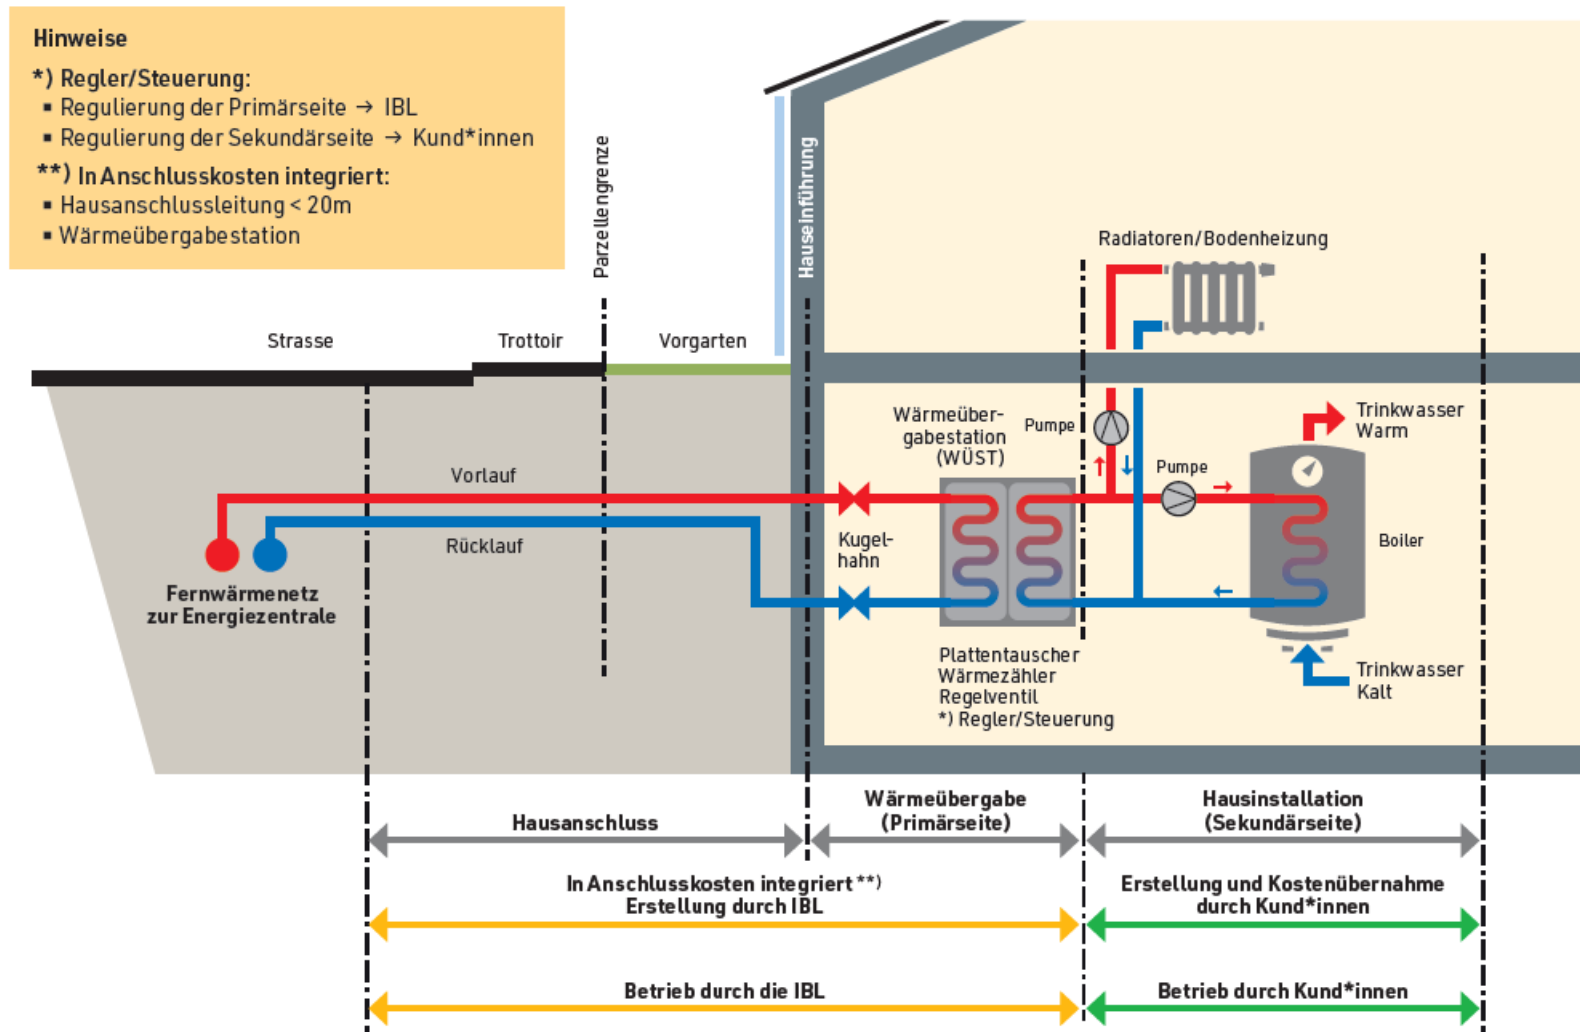 Hinweise
*) Regler/Steuerung:
▪ Regulierung der Primärseite → IBL
▪ Regulierung der Sekundärseite → Kund*innen
**) In Anschlusskosten integriert:
▪ Hausanschlussleitung < 20m
▪ Wärmeübergabestation
Parzellengrenze
Hauseinführung
Strasse
Trottoir
Vorgarten
Radiatoren/Bodenheizung
Wärmeüber-
gabestation
(WÜST)
Pumpe
Pumpe
Trinkwasser
Warm
Vorlauf
Rücklauf
Kugel-
hahn
Boiler
Fernwärmenetz
zur Energiezentrale
Plattentauscher
Wärmezähler
Regelventil
*) Regler/Steuerung
Trinkwasser
Kalt
Hausanschluss
Wärmeübergabe
(Primärseite)
Hausinstallation
(Sekundärseite)
In Anschlusskosten integriert **)
Erstellung durch IBL
Erstellung und Kostenübernahme
durch Kund*innen
Betrieb durch die IBL
Betrieb durch Kund*innen